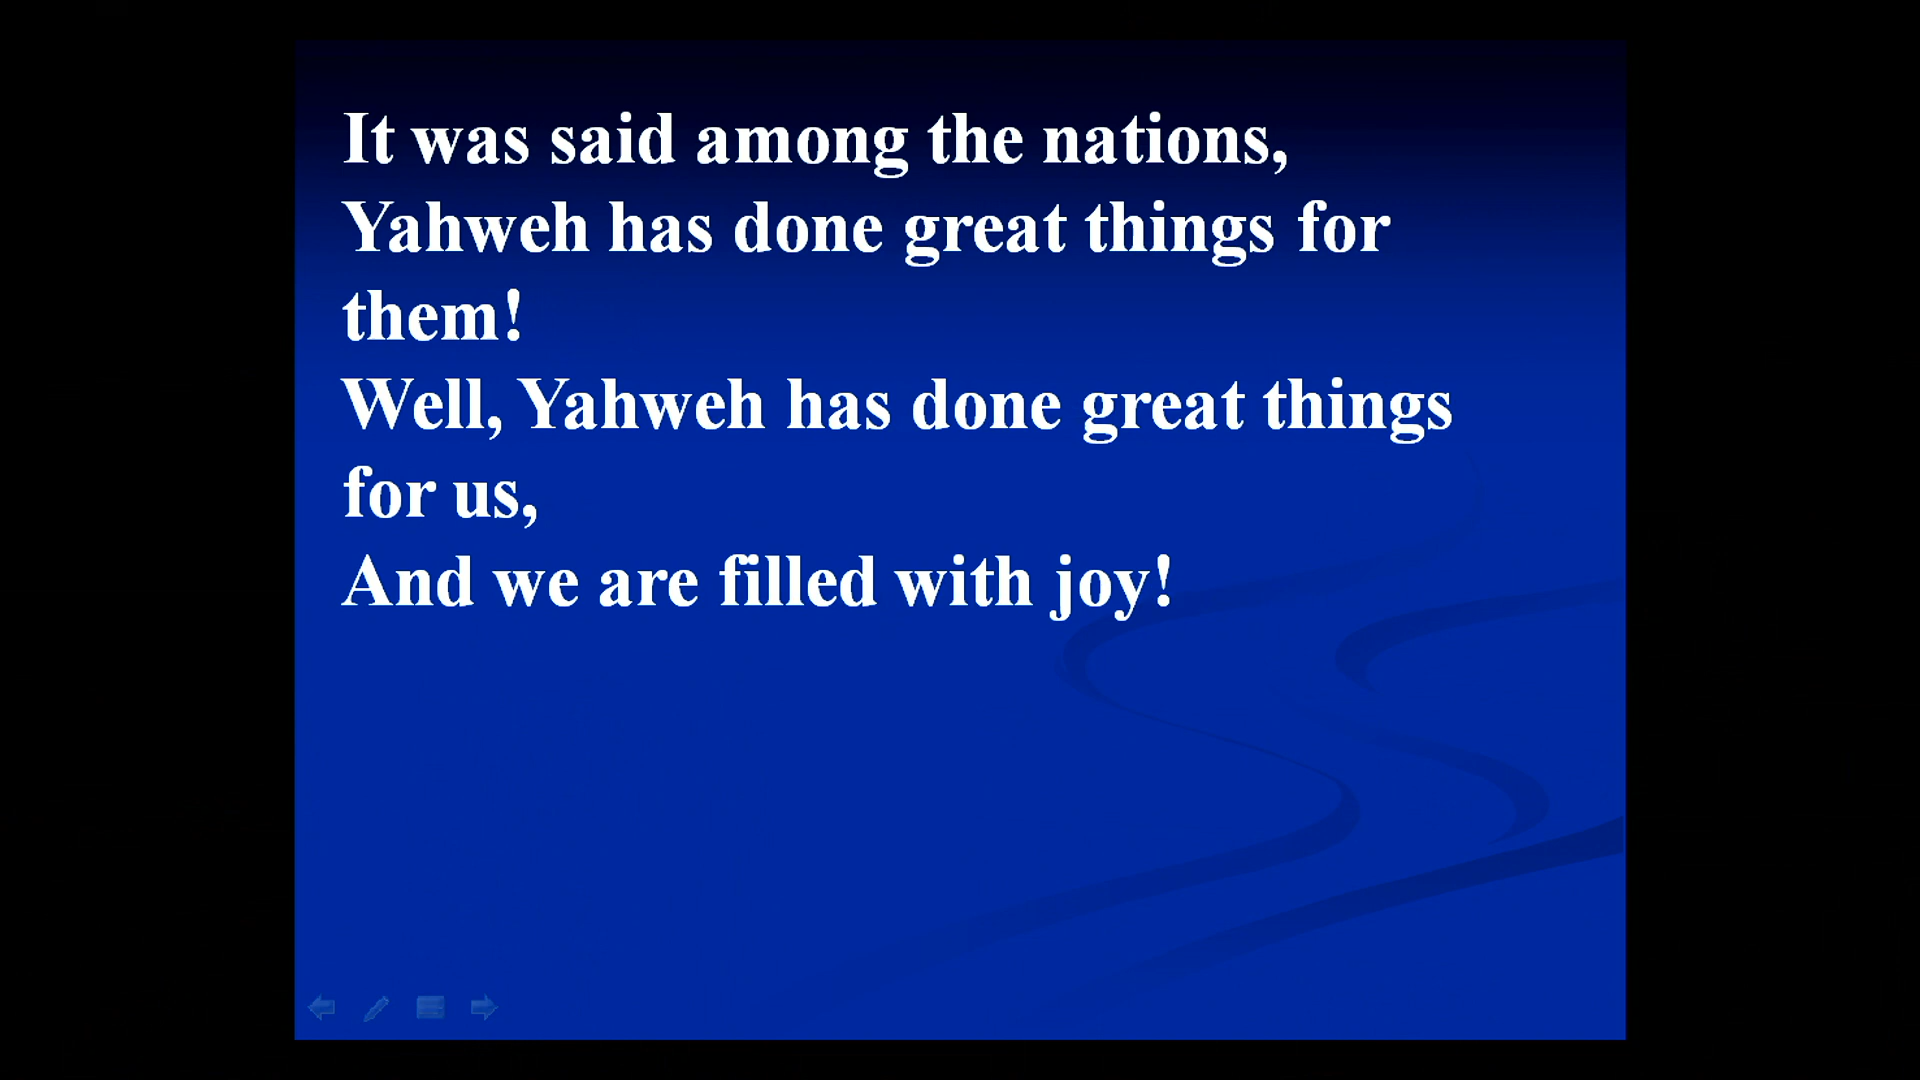 It was said among the nations,
Yahweh has done great things for
them!
Well, Yahweh has done great things
for us,
And we are filled with joy!